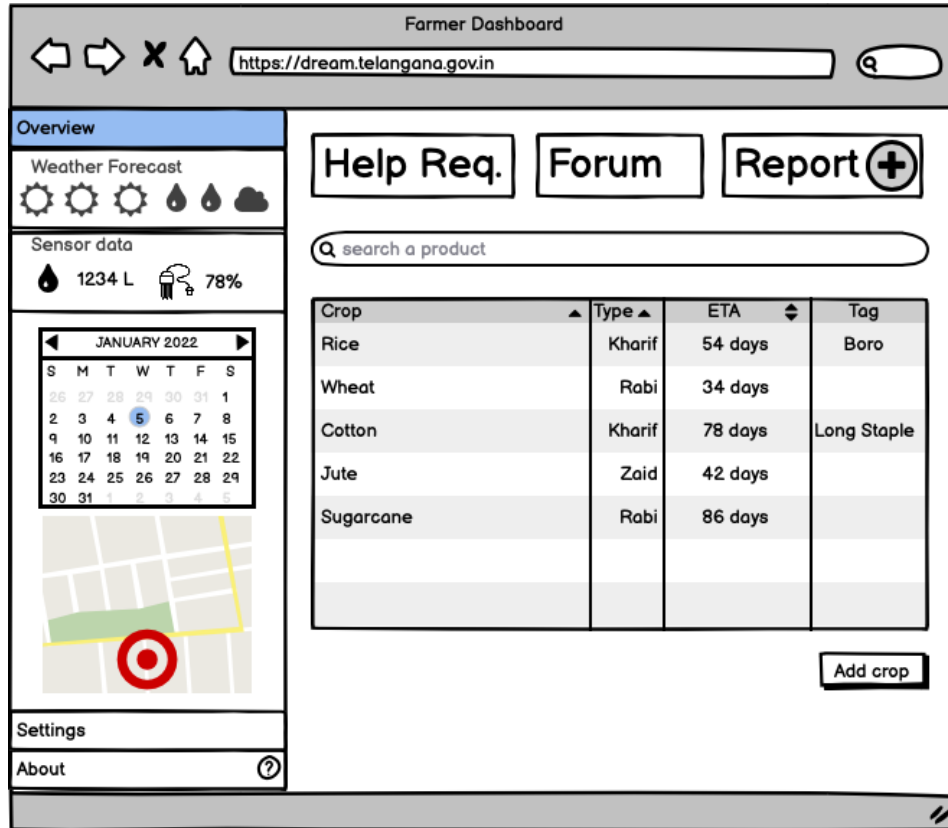 Farmer Dashboard
https://dream.telangana.gov.in
Overview
Weather Forecast
Sensor data
1234 L 78%
JANUARY 2022
S M T W T F S
26 27 28 29 30 31 1
2 3 4 5 6 7 8
9 10 11 12 13 14 15
16 17 18 19 20 21 22
23 24 25 26 27 28 29
30 31 1 2 3 4 5
Settings
About ?
Help Req. Forum Report +
search a product
Crop Type ETA Tag
Rice Kharif 54 days Boro
Wheat Rabi 34 days
Cotton Kharif 78 days Long Staple
Jute Zaid 42 days
Sugarcane Rabi 86 days
Add crop